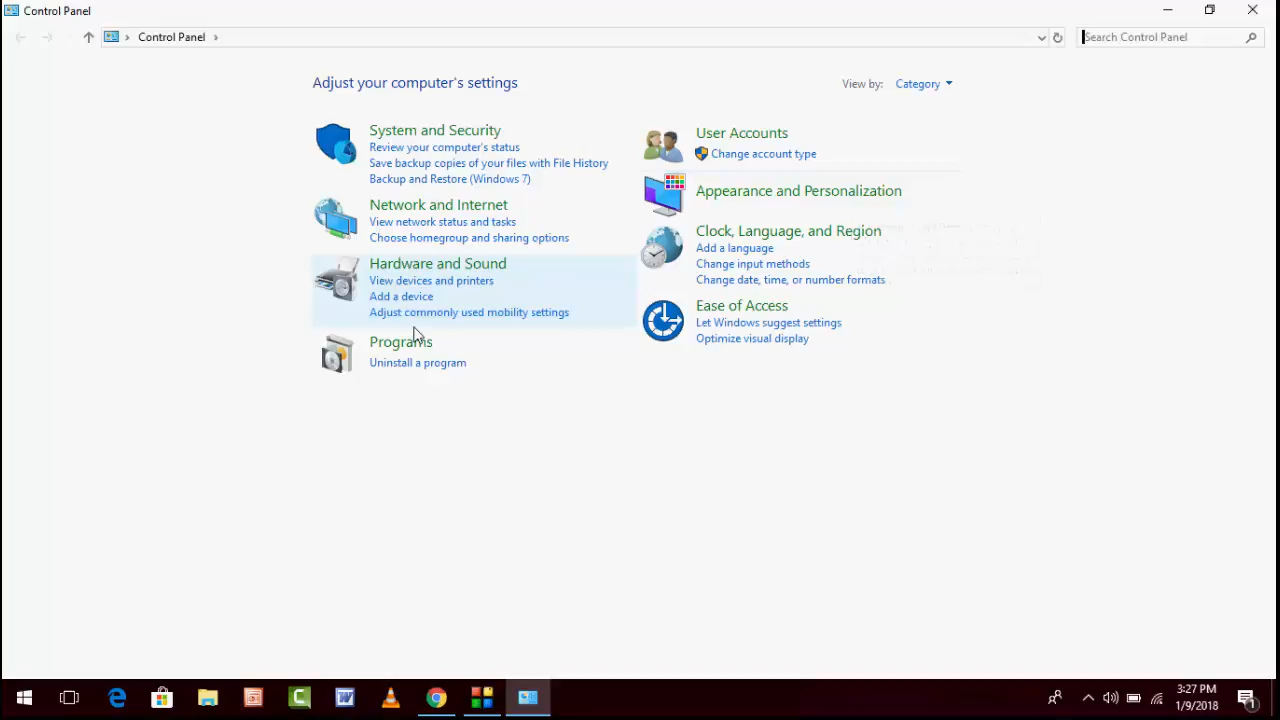 Control Panel
Control Panel
Search Control Panel
Adjust your computer's settings
View by: Category
System and Security
Review your computer's status
Save backup copies of your files with File History
Backup and Restore (Windows 7)
Network and Internet
View network status and tasks
Choose homegroup and sharing options
Hardware and Sound
View devices and printers
Add a device
Adjust commonly used mobility settings
Programs
Uninstall a program
User Accounts
Change account type
Appearance and Personalization
Clock, Language, and Region
Add a language
Change input methods
Change date, time, or number formats
Ease of Access
Let Windows suggest settings
Optimize visual display
3:27 PM
1/9/2018
1